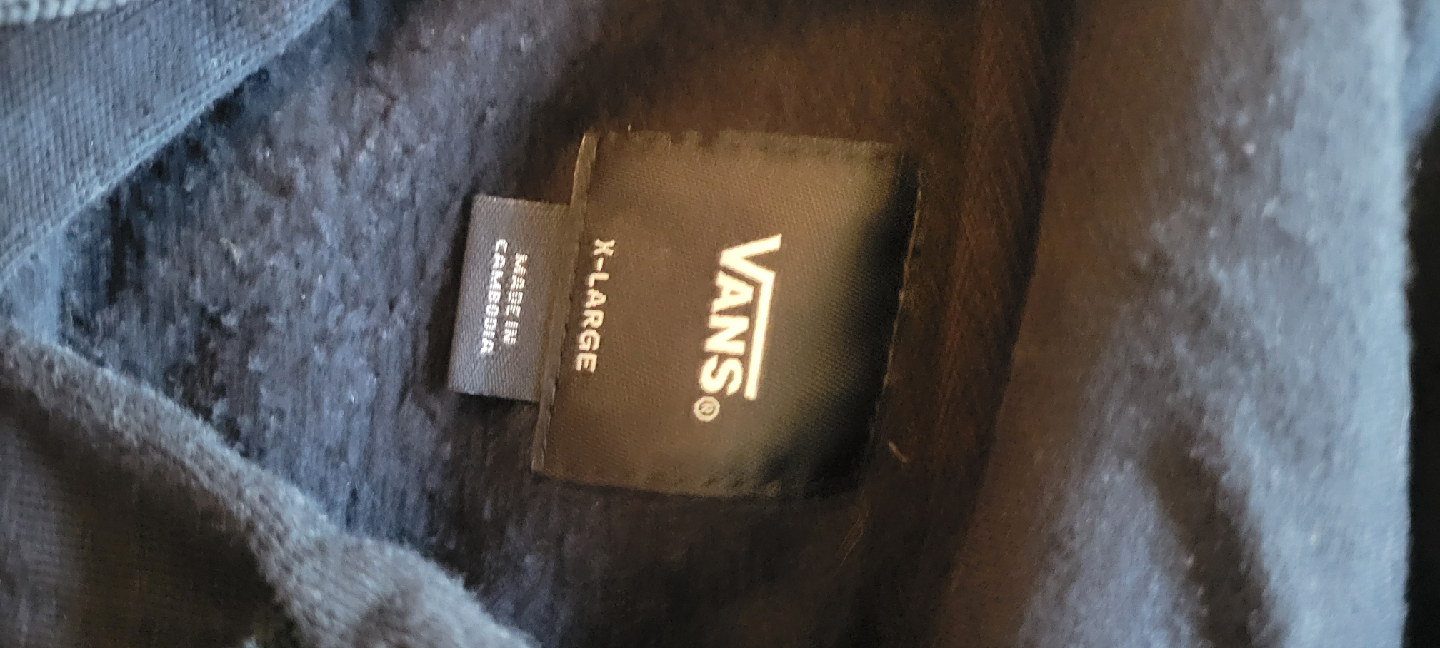 VANS®
X-LARGE
MADE IN
CAMBODIA